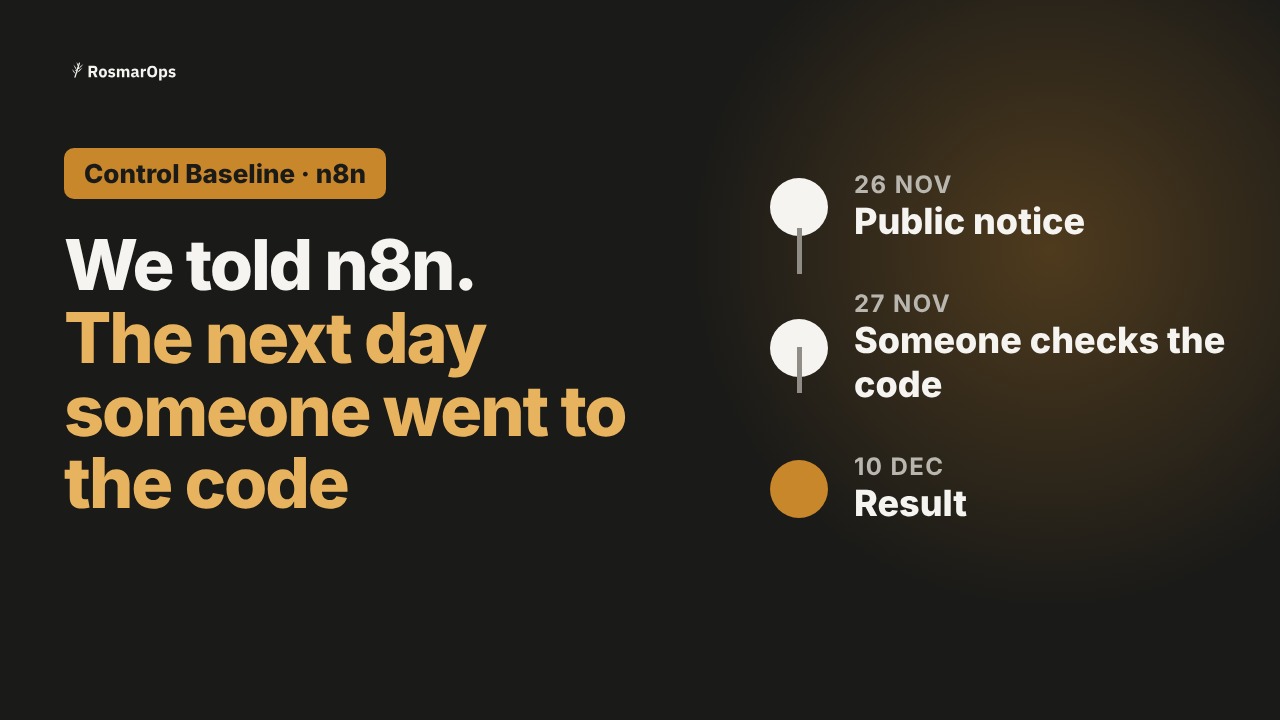 RosmarOps
Control Baseline · n8n
We told n8n.
The next day
someone went to
the code
26 NOV
Public notice
27 NOV
Someone checks the
code
10 DEC
Result